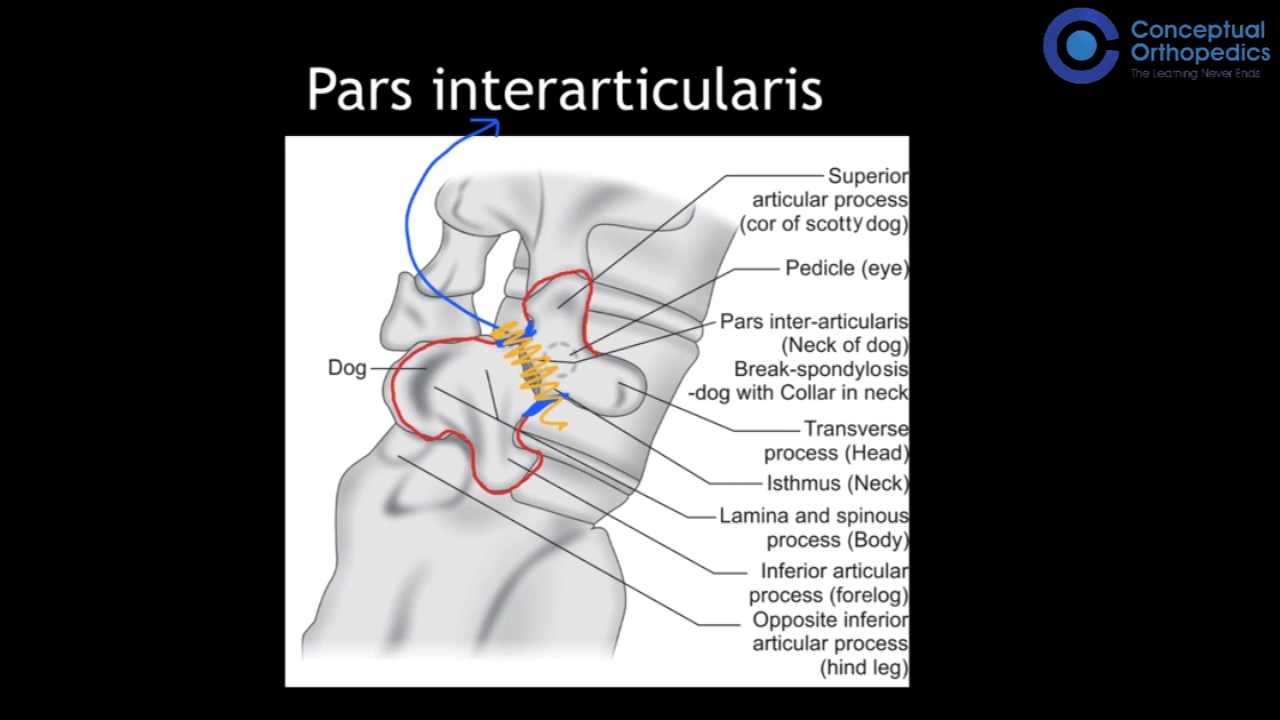 Conceptual
Orthopedics
The Learning Never Ends
Pars interarticularis
Superior
articular process
(cor of scotty dog)
Pedicle (eye)
Pars inter-articularis
(Neck of dog)
Break-spondylosis
-dog with Collar in neck
Dog
Transverse
process (Head)
Isthmus (Neck)
Lamina and spinous
process (Body)
Inferior articular
process (forelog)
Opposite inferior
articular process
(hind leg)